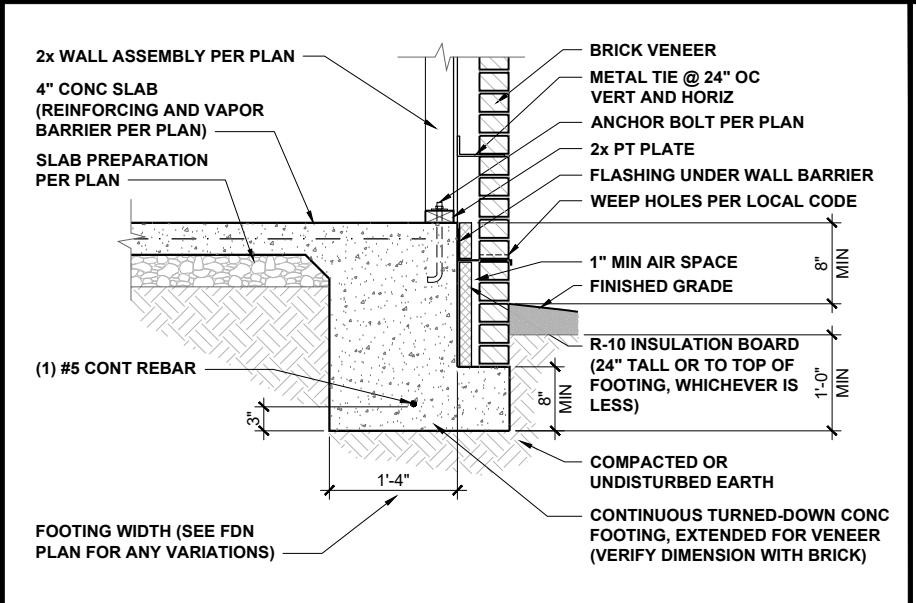 2x WALL ASSEMBLY PER PLAN
4" CONC SLAB
(REINFORCING AND VAPOR
BARRIER PER PLAN)
SLAB PREPARATION
PER PLAN
(1) #5 CONT REBAR
3"
1'-4"
FOOTING WIDTH (SEE FDN
PLAN FOR ANY VARIATIONS)
BRICK VENEER
METAL TIE @ 24" OC
VERT AND HORIZ
ANCHOR BOLT PER PLAN
2x PT PLATE
FLASHING UNDER WALL BARRIER
WEEP HOLES PER LOCAL CODE
8"
MIN
1" MIN AIR SPACE
FINISHED GRADE
R-10 INSULATION BOARD
(24" TALL OR TO TOP OF
FOOTING, WHICHEVER IS
LESS)
8"
MIN
1'-0"
MIN
COMPACTED OR
UNDISTURBED EARTH
CONTINUOUS TURNED-DOWN CONC
FOOTING, EXTENDED FOR VENEER
(VERIFY DIMENSION WITH BRICK)